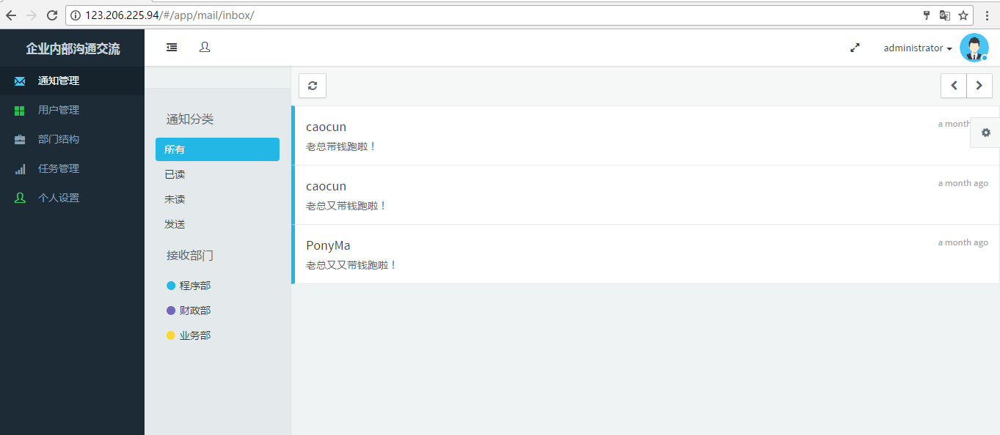 123.206.225.94/#/app/mail/inbox/
企业内部沟通交流
administrator
通知管理
用户管理
部门结构
任务管理
个人设置
通知分类
所有
已读
未读
发送
接收部门
程序部
财政部
业务部
caocun
a month
老总带钱跑啦！
caocun
a month ago
老总又带钱跑啦！
PonyMa
a month ago
老总又又带钱跑啦！